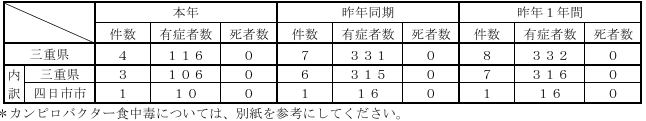 本年 昨年同期 昨年１年間
件数 有症者数 死者数 件数 有症者数 死者数 件数 有症者数 死者数
三重県 ４ １１６ ０ ７ ３３１ ０ ８ ３３２ ０
内 三重県 ３ １０６ ０ ６ ３１５ ０ ７ ３１６ ０
訳 四日市市 １ １０ ０ １ １６ ０ １ １６ ０
＊カンピロバクター食中毒については、別紙を参考にしてください。